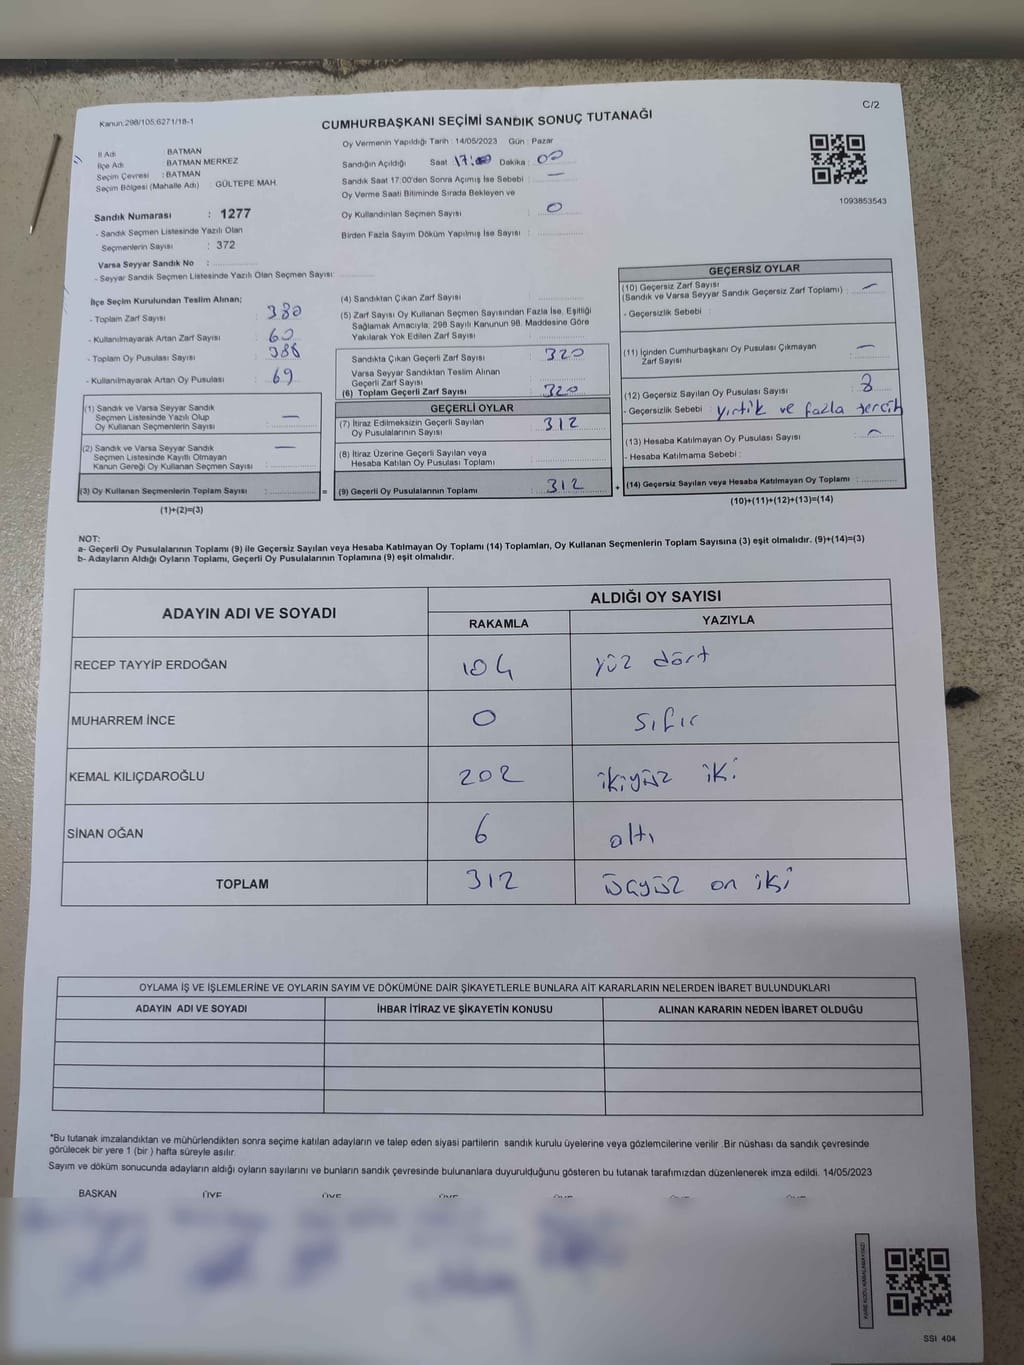 Kanun.298/105.6271/18-1
C/2
CUMHURBAŞKANI SEÇİMİ SANDIK SONUÇ TUTANAĞI
İl Adı : BATMAN
İlçe Adı : BATMAN MERKEZ
Seçim Çevresi : BATMAN
Seçim Bölgesi (Mahalle Adı) : GÜLTEPE MAH.
Sandık Numarası : 1277
- Sandık Seçmen Listesinde Yazılı Olan
Seçmenlerin Sayısı : 372
Varsa Seyyar Sandık No :
- Seyyar Sandık Seçmen Listesinde Yazılı Olan Seçmen Sayısı:
Oy Vermenin Yapıldığı Tarih : 14/05/2023 Gün : Pazar
Sandığın Açıldığı Saat 17:00 Dakika : 00
Sandık Saat 17:00'den Sonra Açımış İse Sebebi : —
Oy Verme Saati Bitiminde Sırada Bekleyen ve
Oy Kullandırılan Seçmen Sayısı : 0
Birden Fazla Sayım Döküm Yapılmış İse Sayısı :
1093853543
İlçe Seçim Kurulundan Teslim Alınan;
- Toplam Zarf Sayısı : 380
- Kullanılmayarak Artan Zarf Sayısı : 60
- Toplam Oy Pusulası Sayısı : 388
- Kullanılmayarak Artan Oy Pusulası : 69
(1) Sandık ve Varsa Seyyar Sandık
Seçmen Listesinde Yazılı Olup
Oy Kullanan Seçmenlerin Sayısı : —
(2) Sandık ve Varsa Seyyar Sandık
Seçmen Listesinde Kayıtlı Olmayan
Kanun Gereği Oy Kullanan Seçmen Sayısı : —
(3) Oy Kullanan Seçmenlerin Toplam Sayısı :
(1)+(2)=(3)
(4) Sandıktan Çıkan Zarf Sayısı :
(5) Zarf Sayısı Oy Kullanan Seçmen Sayısından Fazla İse, Eşitliği
Sağlamak Amacıyla; 298 Sayılı Kanunun 98. Maddesine Göre
Yakılarak Yok Edilen Zarf Sayısı :
Sandıkta Çıkan Geçerli Zarf Sayısı : 320
Varsa Seyyar Sandıktan Teslim Alınan
Geçerli Zarf Sayısı :
(6) Toplam Geçerli Zarf Sayısı : 320
GEÇERLİ OYLAR
(7) İtiraz Edilmeksizin Geçerli Sayılan
Oy Pusulalarının Sayısı : 312
(8) İtiraz Üzerine Geçerli Sayılan veya
Hesaba Katılan Oy Pusulası Toplamı :
= (9) Geçerli Oy Pusulalarının Toplamı : 312 +
GEÇERSİZ OYLAR
(10) Geçersiz Zarf Sayısı
(Sandık ve Varsa Seyyar Sandık Geçersiz Zarf Toplamı) : —
- Geçersizlik Sebebi :
(11) İçinden Cumhurbaşkanı Oy Pusulası Çıkmayan
Zarf Sayısı : —
(12) Geçersiz Sayılan Oy Pusulası Sayısı : 8
- Geçersizlik Sebebi : yırtık ve fazla tercih
(13) Hesaba Katılmayan Oy Pusulası Sayısı : —
- Hesaba Katılmama Sebebi :
(14) Geçersiz Sayılan veya Hesaba Katılmayan Oy Toplamı :
(10)+(11)+(12)+(13)=(14)
NOT:
a- Geçerli Oy Pusulalarının Toplamı (9) ile Geçersiz Sayılan veya Hesaba Katılmayan Oy Toplamı (14) Toplamları, Oy Kullanan Seçmenlerin Toplam Sayısına (3) eşit olmalıdır. (9)+(14)=(3)
b- Adayların Aldığı Oyların Toplamı, Geçerli Oy Pusulalarının Toplamına (9) eşit olmalıdır.
ADAYIN ADI VE SOYADI
ALDIĞI OY SAYISI
RAKAMLA YAZIYLA
RECEP TAYYİP ERDOĞAN 104 yüz dört
MUHARREM İNCE 0 sıfır
KEMAL KILIÇDAROĞLU 202 ikiyüz iki
SİNAN OĞAN 6 altı
TOPLAM 312 üçyüz on iki
OYLAMA İŞ VE İŞLEMLERİNE VE OYLARIN SAYIM VE DÖKÜMÜNE DAİR ŞİKAYETLERLE BUNLARA AİT KARARLARIN NELERDEN İBARET BULUNDUKLARI
ADAYIN ADI VE SOYADI İHBAR İTİRAZ VE ŞİKAYETİN KONUSU ALINAN KARARIN NEDEN İBARET OLDUĞU
*Bu tutanak imzalandıktan ve mühürlendikten sonra seçime katılan adayların ve talep eden siyasi partilerin sandık kurulu üyelerine veya gözlemcilerine verilir .Bir nüshası da sandık çevresinde
görülecek bir yere 1 (bir ) hafta süreyle asılır.
Sayım ve döküm sonucunda adayların aldığı oyların sayılarını ve bunların sandık çevresinde bulunanlara duyurulduğunu gösteren bu tutanak tarafımızdan düzenlenerek imza edildi. 14/05/2023
BAŞKAN ÜYE ÜYE ÜYE ÜYE
SSI 404